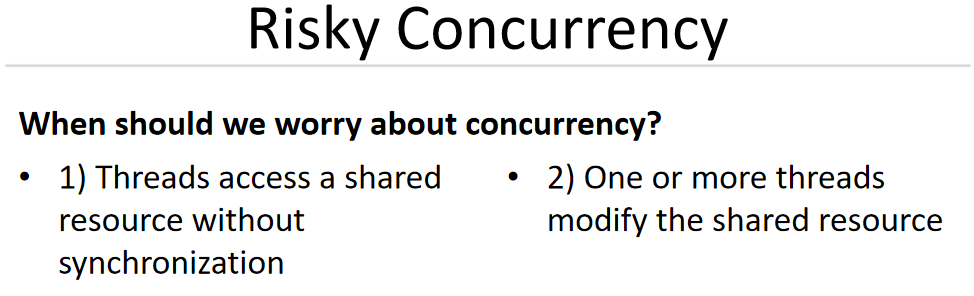 Risky Concurrency
When should we worry about concurrency?
• 1) Threads access a shared
resource without
synchronization
• 2) One or more threads
modify the shared resource